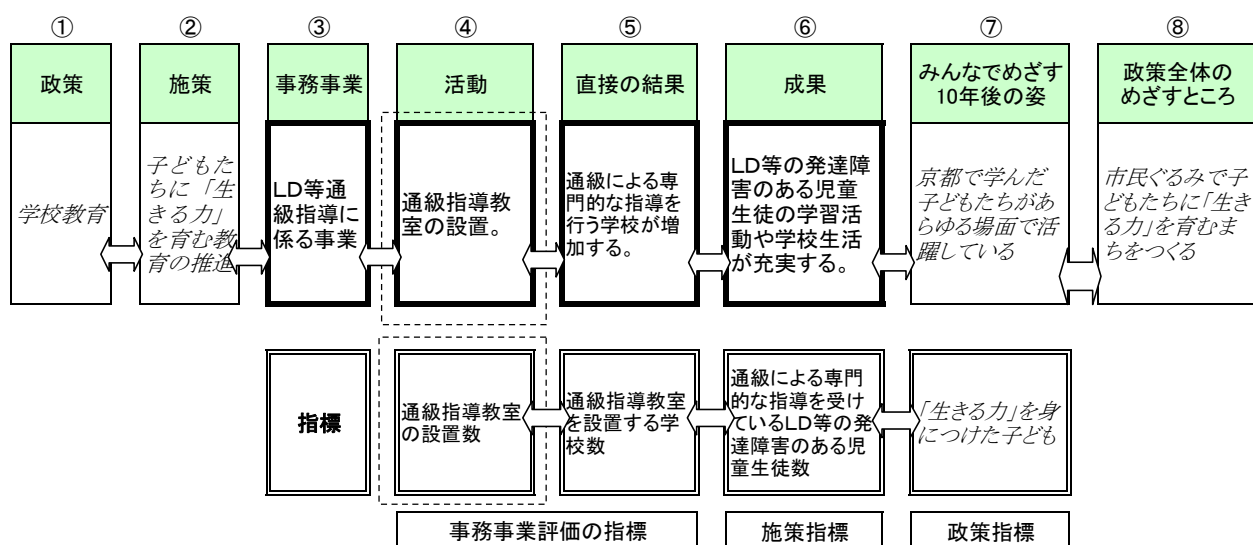 ①
②
③
④
⑤
⑥
⑦
⑧
政策
施策
事務事業
活動
直接の結果
成果
みんなでめざす
10年後の姿
政策全体の
めざすところ
学校教育
子どもた
ちに「生
きる力」
を育む教
育の推進
LD等通
級指導に
係る事業
通級指導教
室の設置。
通級による専
門的な指導を
行う学校が増
加する。
LD等の発達障
害のある児童
生徒の学習活
動や学校生活
が充実する。
京都で学んだ
子どもたちがあ
らゆる場面で活
躍している
市民ぐるみで子
どもたちに「生き
る力」を育むま
ちをつくる
指標
通級指導教室
の設置数
通級指導教室
を設置する学
校数
通級による専門
的な指導を受け
ているLD等の発
達障害のある児
童生徒数
「生きる力」を身
につけた子ども
事務事業評価の指標
施策指標
政策指標